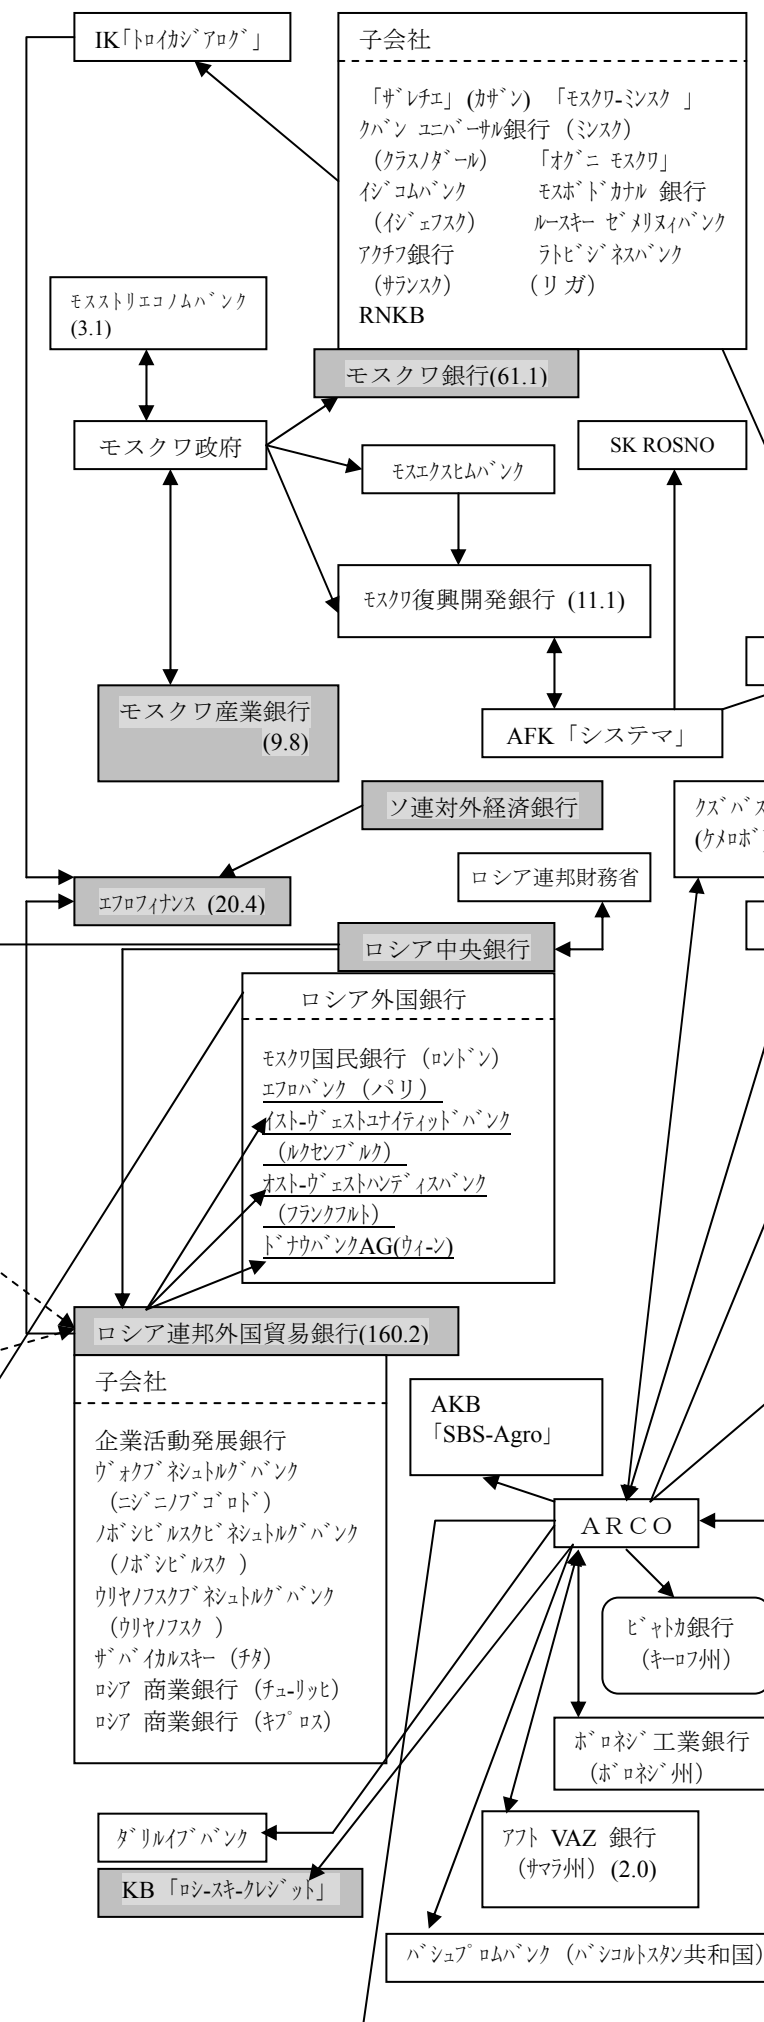 IK「ﾄﾛｲｶｼﾞｱﾛｸﾞ」
子会社
「ｻﾞﾚﾁｴ」(ｶｻﾞﾝ) 「ﾓｽｸﾜ-ﾐﾝｽｸ 」
ｸﾊﾞﾝ ﾕﾆﾊﾞｰｻﾙ銀行 (ﾐﾝｽｸ)
(ｸﾗｽﾉﾀﾞｰﾙ) 「ｵｸﾞﾆ ﾓｽｸﾜ」
ｲｼﾞｺﾑﾊﾞﾝｸ ﾓｽﾎﾞﾄﾞｶﾅﾙ 銀行
(ｲｼﾞｪﾌｽｸ) ﾙｰｽｷｰ ｾﾞﾒﾘﾇｨﾊﾞﾝｸ
ｱｸﾁﾌ銀行 ﾗﾄﾋﾞｼﾞﾈｽﾊﾞﾝｸ
(ｻﾗﾝｽｸ) (リガ)
RNKB
ﾓｽｽﾄﾘｴｺﾉﾑﾊﾞﾝｸ
(3.1)
モスクワ銀行(61.1)
モスクワ政府
ﾓｽｴｸｽﾋﾑﾊﾞﾝｸ
SK ROSNO
ﾓｽｸﾜ復興開発銀行 (11.1)
モスクワ産業銀行
(9.8)
AFK「システマ」
ソ連対外経済銀行
ｸｽﾞﾊﾞｽ
(ｹﾒﾛﾎﾞ)
ロシア連邦財務省
ｴﾌﾛﾌｨﾅﾝｽ (20.4)
ロシア中央銀行
ロシア外国銀行
ﾓｽｸﾜ国民銀行 (ﾛﾝﾄﾞﾝ)
ｴﾌﾛﾊﾞﾝｸ (パリ)
ｲｽﾄ-ｳﾞｪｽﾄﾕﾅｲﾃｨｯﾄﾞﾊﾞﾝｸ
(ﾙｸｾﾝﾌﾞﾙｸ)
ｵｽﾄ-ｳﾞｪｽﾄﾊﾝﾃﾞｨｽﾊﾞﾝｸ
(ﾌﾗﾝｸﾌﾙﾄ)
ﾄﾞﾅｳﾊﾞﾝｸAG(ｳｨｰﾝ)
ロシア連邦外国貿易銀行(160.2)
子会社
企業活動発展銀行
ｳﾞｫｸﾌﾞﾈｼｭﾄﾙｸﾞﾊﾞﾝｸ
(ﾆｼﾞﾆﾉﾌﾞｺﾞﾛﾄﾞ)
ﾉﾎﾞｼﾋﾞﾙｽｸﾋﾞﾈｼｭﾄﾙｸﾞﾊﾞﾝｸ
(ﾉﾎﾞｼﾋﾞﾙｽｸ )
ｳﾘﾔﾉﾌｽｸﾌﾞﾈｼｭﾄﾙｸﾞﾊﾞﾝｸ
(ｳﾘﾔﾉﾌｽｸ )
ｻﾞﾊﾞｲｶﾙｽｷｰ (ﾁﾀ)
ﾛｼｱ 商業銀行 (ﾁｭｰﾘｯﾋ)
ﾛｼｱ 商業銀行 (ｷﾌﾟﾛｽ)
AKB
「SBS-Agro」
ＡＲＣＯ
ﾋﾞｬﾄｶ銀行
(ｷｰﾛﾌ州)
ﾎﾞﾛﾈｼﾞ工業銀行
(ﾎﾞﾛﾈｼﾞ州)
ﾀﾞﾘﾙｲﾌﾞﾊﾞﾝｸ
ｱﾌﾄ VAZ 銀行
(ｻﾏﾗ州) (2.0)
KB「ﾛｼｰｽｷｰｸﾚｼﾞｯﾄ」
ﾊﾞｼｭﾌﾟﾛﾑﾊﾞﾝｸ (ﾊﾞｼｺﾙﾄｽﾀﾝ共和国)